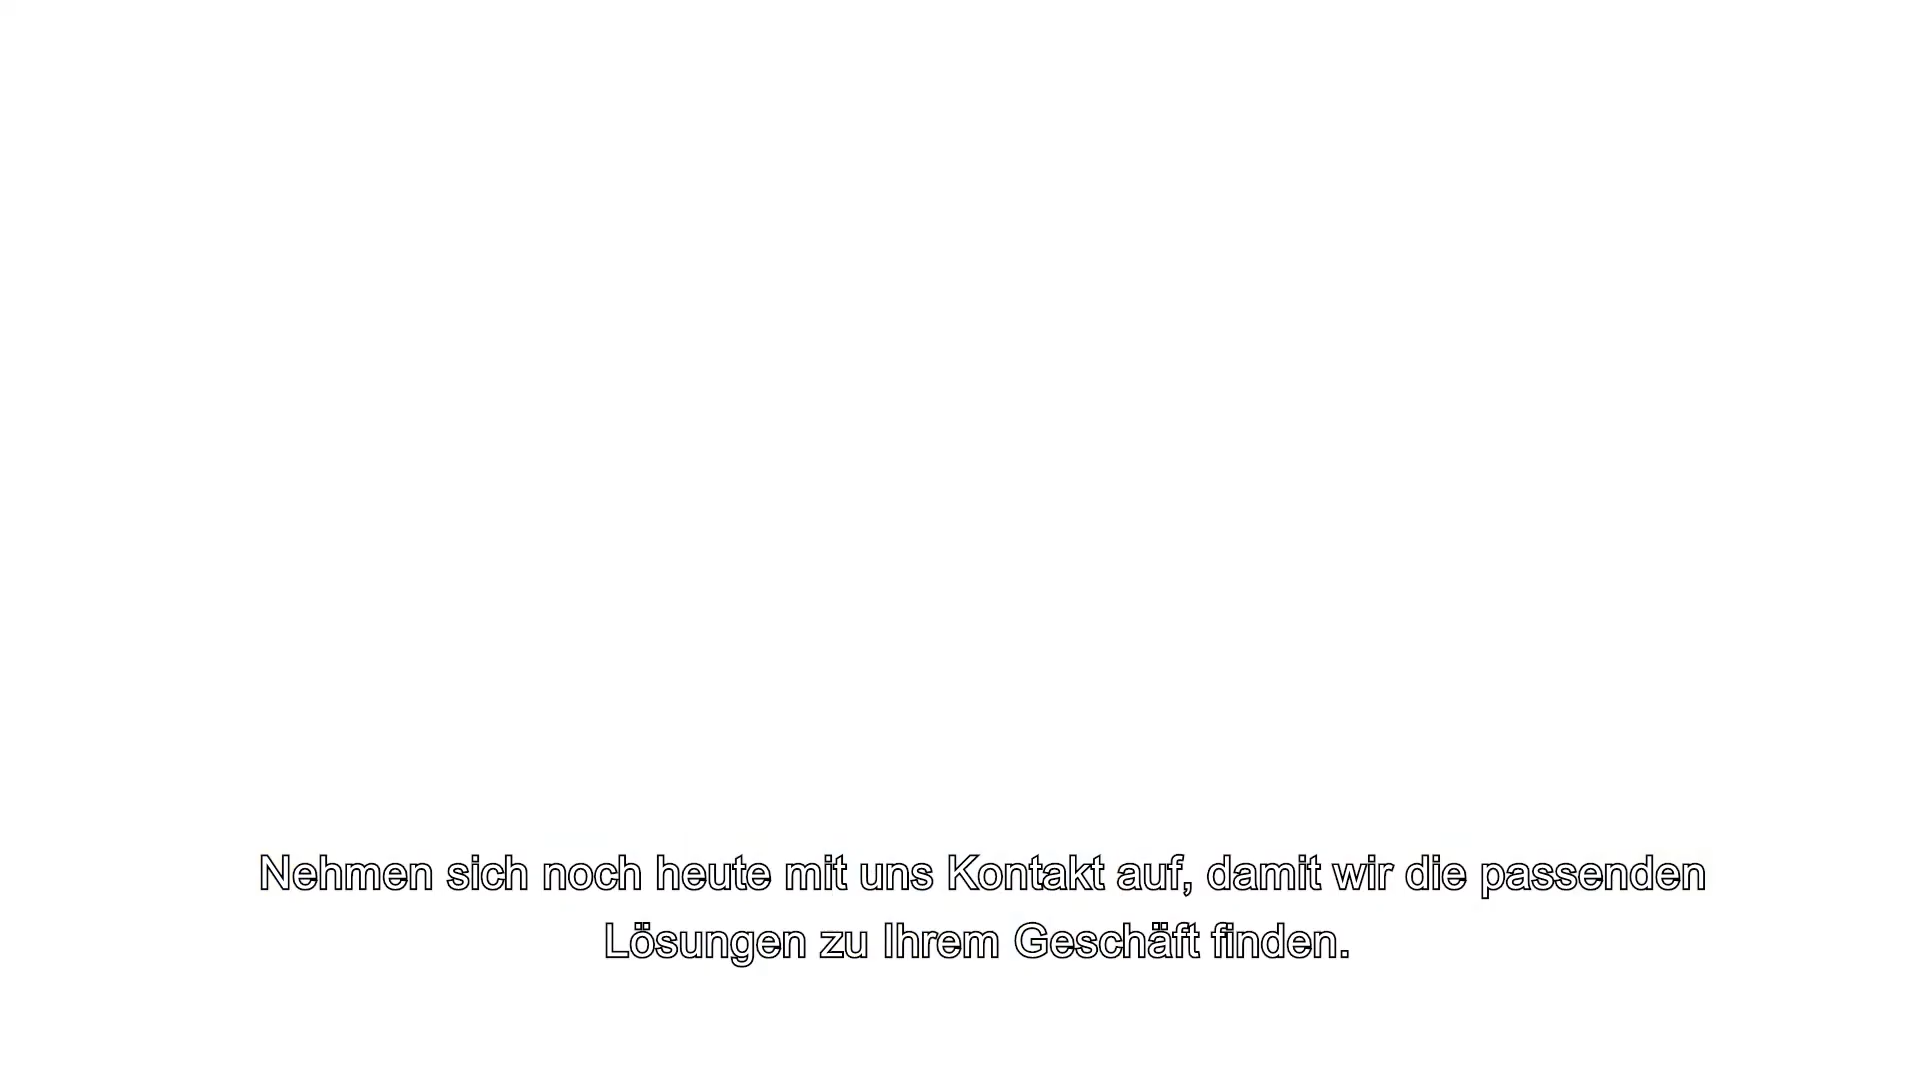 Nehmen sich noch heute mit uns Kontakt auf, damit wir die passenden
Lösungen zu Ihrem Geschäft finden.